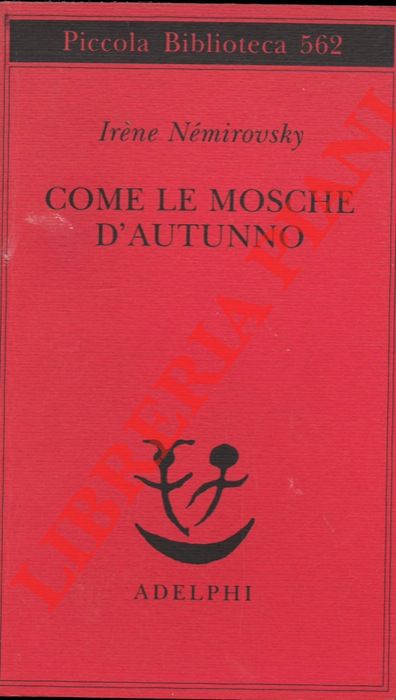 Piccola Biblioteca 562
Irène Némirovsky
COME LE MOSCHE
D'AUTUNNO
LIBRERIA PIANI
ADELPHI